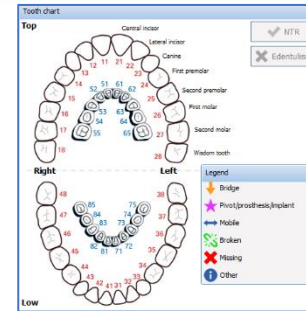 Tooth chart
Top
Central incisor
Lateral incisor
Canine
First premolar
Second premolar
First molar
Second molar
Wisdom tooth
NTR
Edentulis
12 11 21 22
13 23
14 24
15 25
16 26
17 27
18 28
52 51 61 62
53 63
54 64
55 65
Right Left
48 38
47 37
46 36
45 35
44 34
43 42 41 31 32 33
85 75
84 74
83 73
82 81 71 72
Low
Legend
Bridge
Pivot/prosthesis/implant
Mobile
Broken
Missing
Other